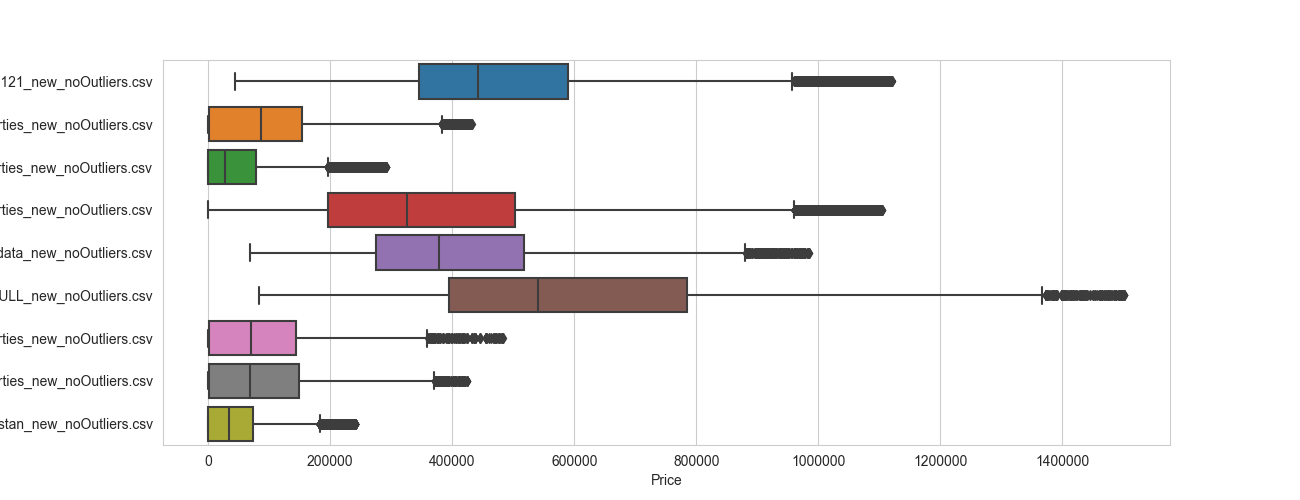 121_new_noOutliers.csv
rties_new_noOutliers.csv
rties_new_noOutliers.csv
rties_new_noOutliers.csv
data_new_noOutliers.csv
ULL_new_noOutliers.csv
rties_new_noOutliers.csv
rties_new_noOutliers.csv
stan_new_noOutliers.csv
0 200000 400000 600000 800000 1000000 1200000 1400000
Price